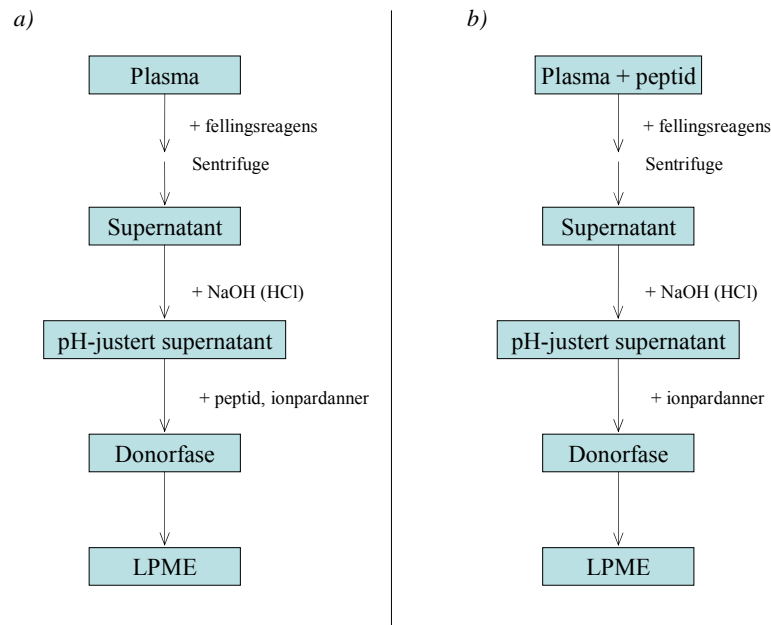 a)
Plasma
+ fellingsreagens
Sentrifuge
Supernatant
+ NaOH (HCl)
pH-justert supernatant
+ peptid, ionpardanner
Donorfase
LPME
b)
Plasma + peptid
+ fellingsreagens
Sentrifuge
Supernatant
+ NaOH (HCl)
pH-justert supernatant
+ ionpardanner
Donorfase
LPME